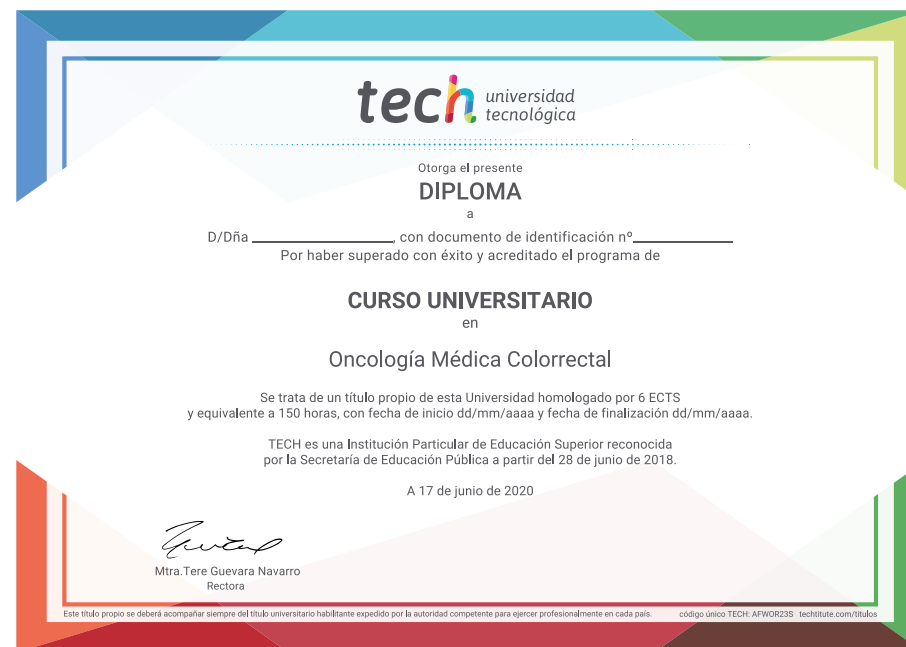 tech universidad
tecnológica
Otorga el presente
DIPLOMA
a
D/Dña ____________________, con documento de identificación nº______________
Por haber superado con éxito y acreditado el programa de
CURSO UNIVERSITARIO
en
Oncología Médica Colorrectal
Se trata de un título propio de esta Universidad homologado por 6 ECTS
y equivalente a 150 horas, con fecha de inicio dd/mm/aaaa y fecha de finalización dd/mm/aaaa.
TECH es una Institución Particular de Educación Superior reconocida
por la Secretaría de Educación Pública a partir del 28 de junio de 2018.
A 17 de junio de 2020
Mtra.Tere Guevara Navarro
Rectora
Este título propio se deberá acompañar siempre del título universitario habilitante expedido por la autoridad competente para ejercer profesionalmente en cada país. código único TECH: AFWOR23S techtitute.com/titulos